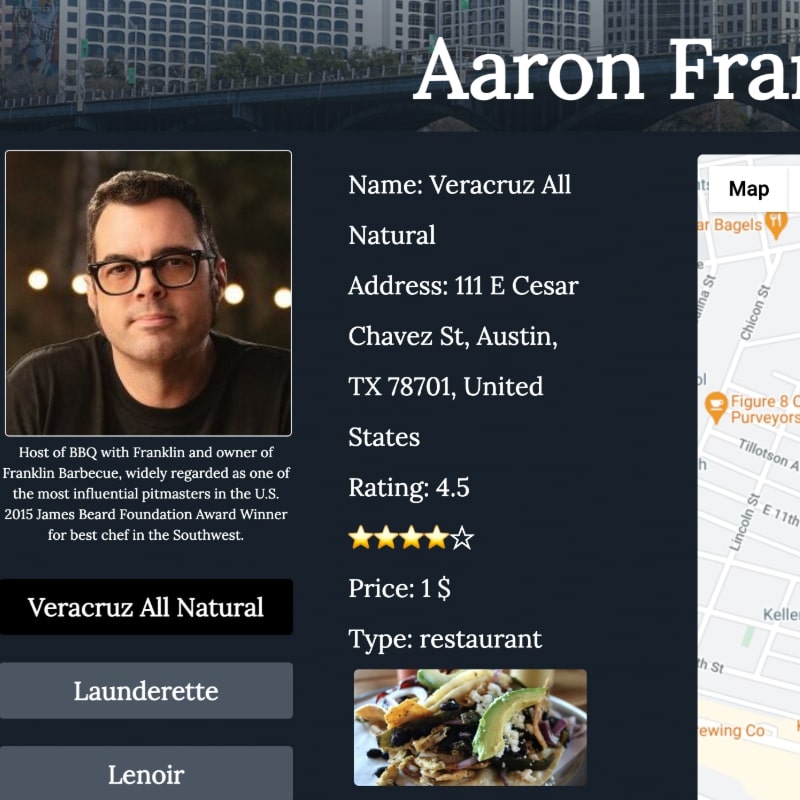 Aaron Fra
Host of BBQ with Franklin and owner of
Franklin Barbecue, widely regarded as one of
the most influential pitmasters in the U.S.
2015 James Beard Foundation Award Winner
for best chef in the Southwest.
Veracruz All Natural
Launderette
Lenoir
Name: Veracruz All
Natural
Address: 111 E Cesar
Chavez St, Austin,
TX 78701, United
States
Rating: 4.5
⭐⭐⭐⭐☆
Price: 1 $
Type: restaurant
Map
ar Bagels
Chicon St
lina St
Figure 8 C
Purveyors
Tillotson A
Lincoln St
E 11th
Keller
th St
ewing Co